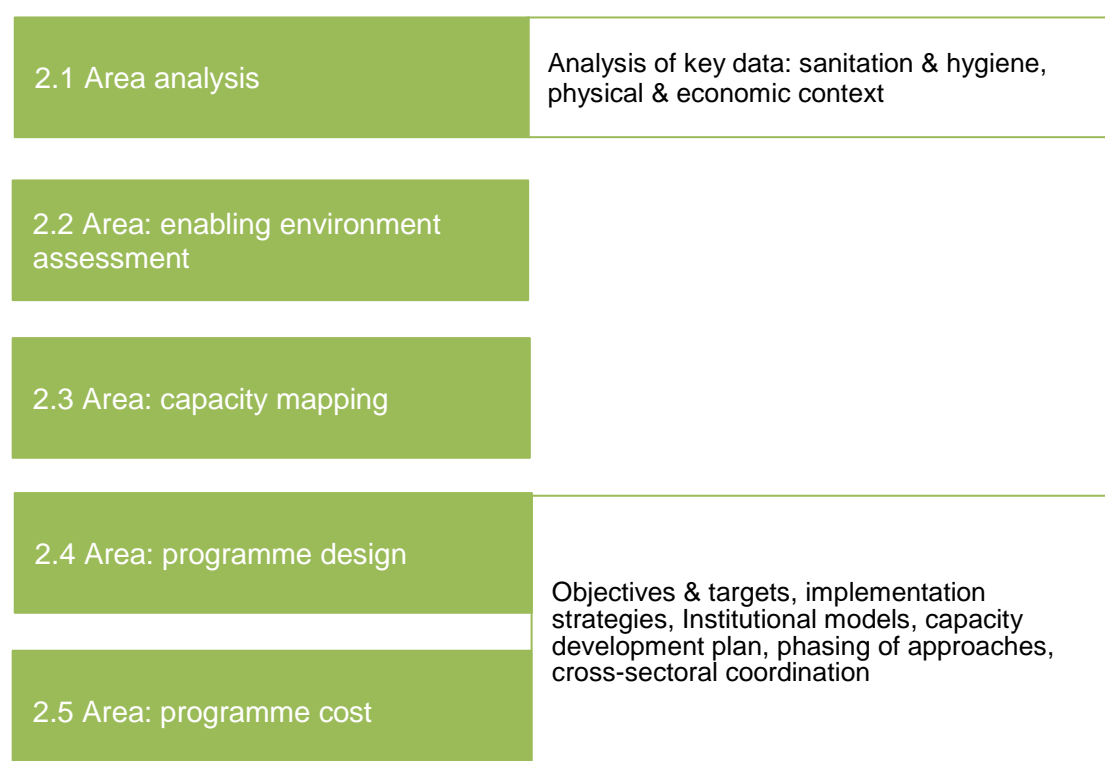 2.1 Area analysis
Analysis of key data: sanitation & hygiene,
physical & economic context
2.2 Area: enabling environment
assessment
2.3 Area: capacity mapping
2.4 Area: programme design
Objectives & targets, implementation
strategies, Institutional models, capacity
development plan, phasing of approaches,
cross-sectoral coordination
2.5 Area: programme cost